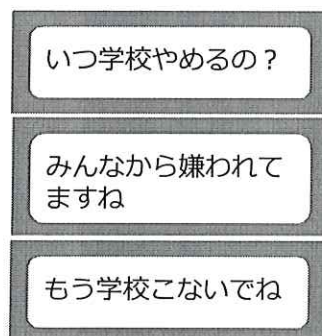 いつ学校やめるの？
みんなから嫌われて
ますね
もう学校こないでね